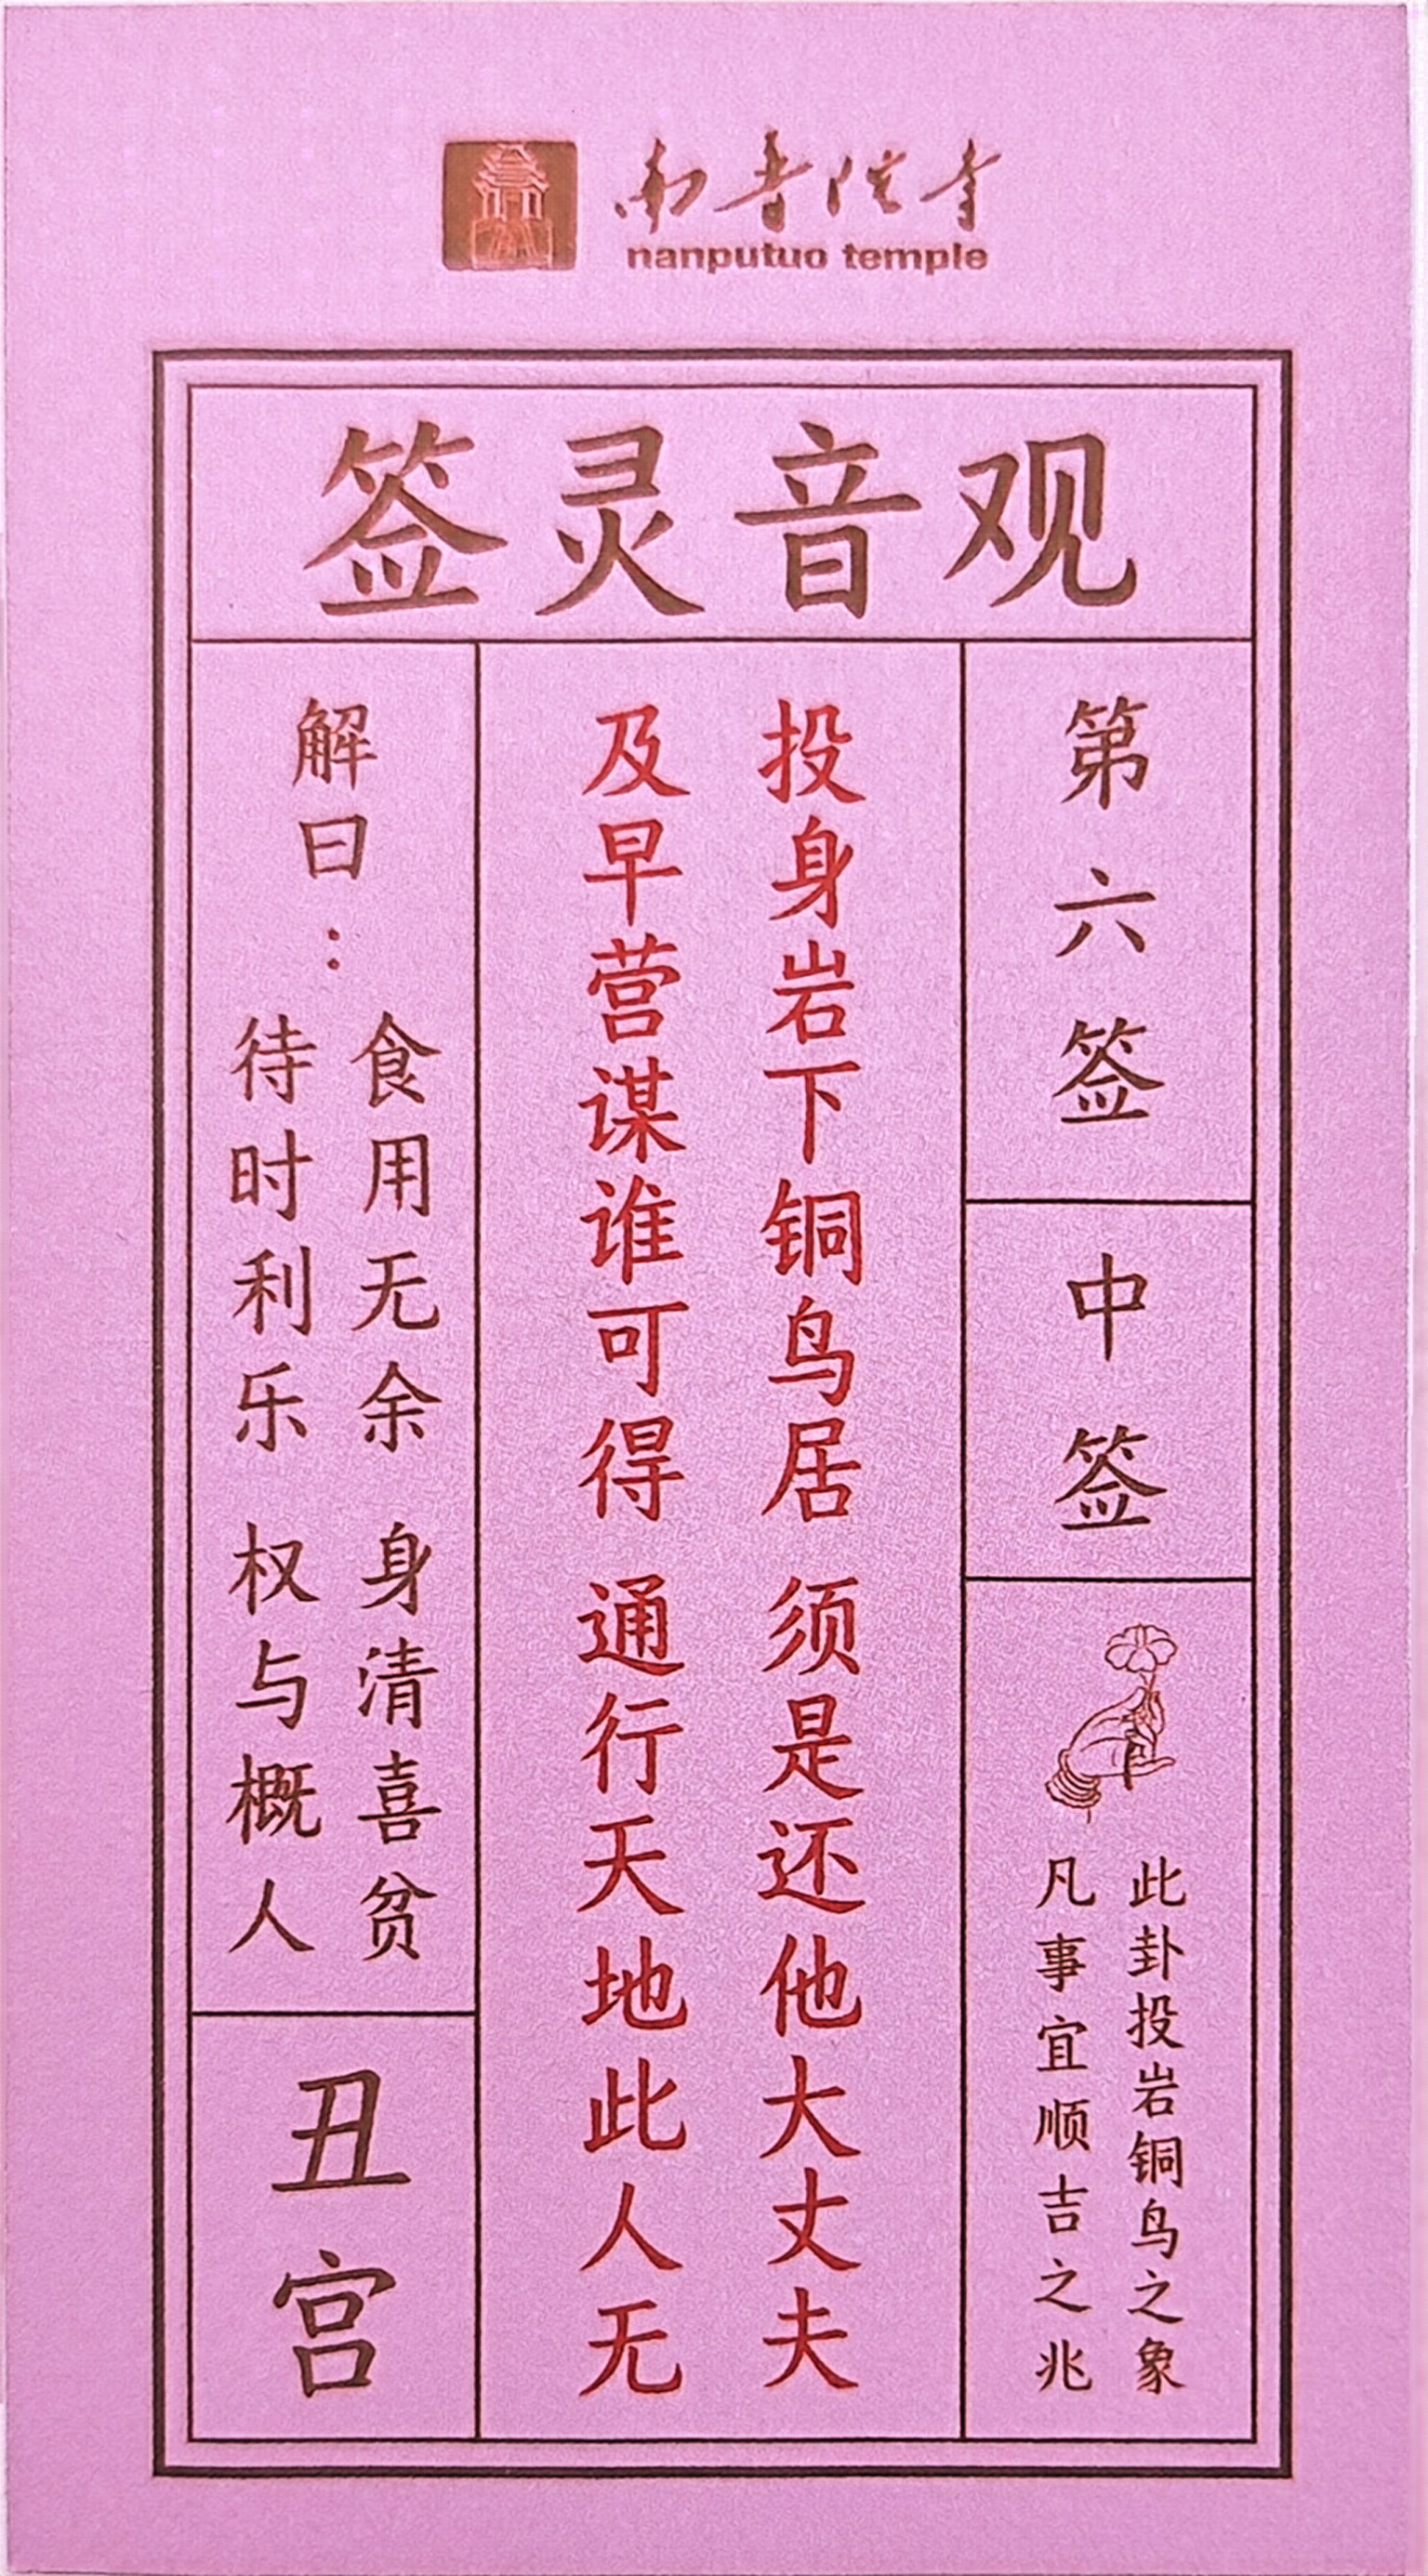 南普陀寺
nanputuo temple
观音灵签
第六签
中签
此卦投岩铜鸟之象
凡事宜顺吉之兆
投身岩下铜鸟居 须是还他大丈夫
及早营谋谁可得 通行天地此人无
解曰：
食用无余 身清喜贫
待时利乐 权与概人
丑宫